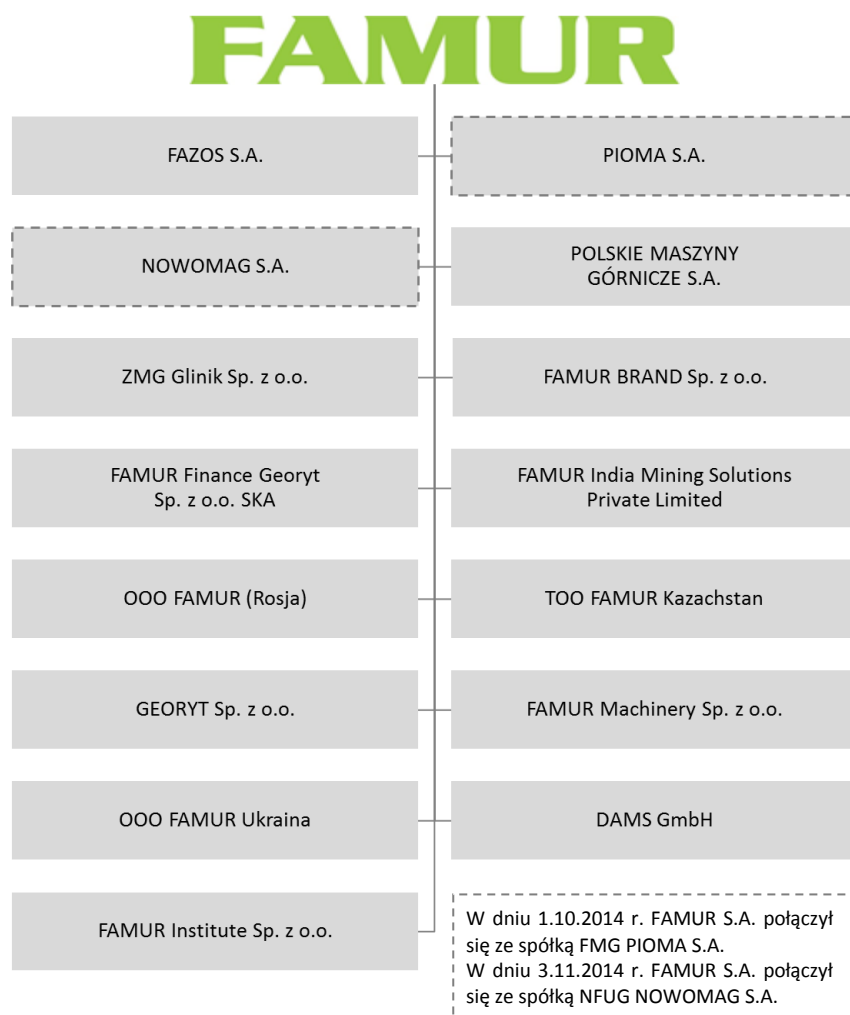 FAMUR
FAZOS S.A.
PIOMA S.A.
NOWOMAG S.A.
POLSKIE MASZYNY
GÓRNICZE S.A.
ZMG Glinik Sp. z o.o.
FAMUR BRAND Sp. z o.o.
FAMUR Finance Georyt
Sp. z o.o. SKA
FAMUR India Mining Solutions
Private Limited
OOO FAMUR (Rosja)
TOO FAMUR Kazachstan
GEORYT Sp. z o.o.
FAMUR Machinery Sp. z o.o.
OOO FAMUR Ukraina
DAMS GmbH
FAMUR Institute Sp. z o.o.
W dniu 1.10.2014 r. FAMUR S.A. połączył
się ze spółką FMG PIOMA S.A.
W dniu 3.11.2014 r. FAMUR S.A. połączył
się ze spółką NFUG NOWOMAG S.A.